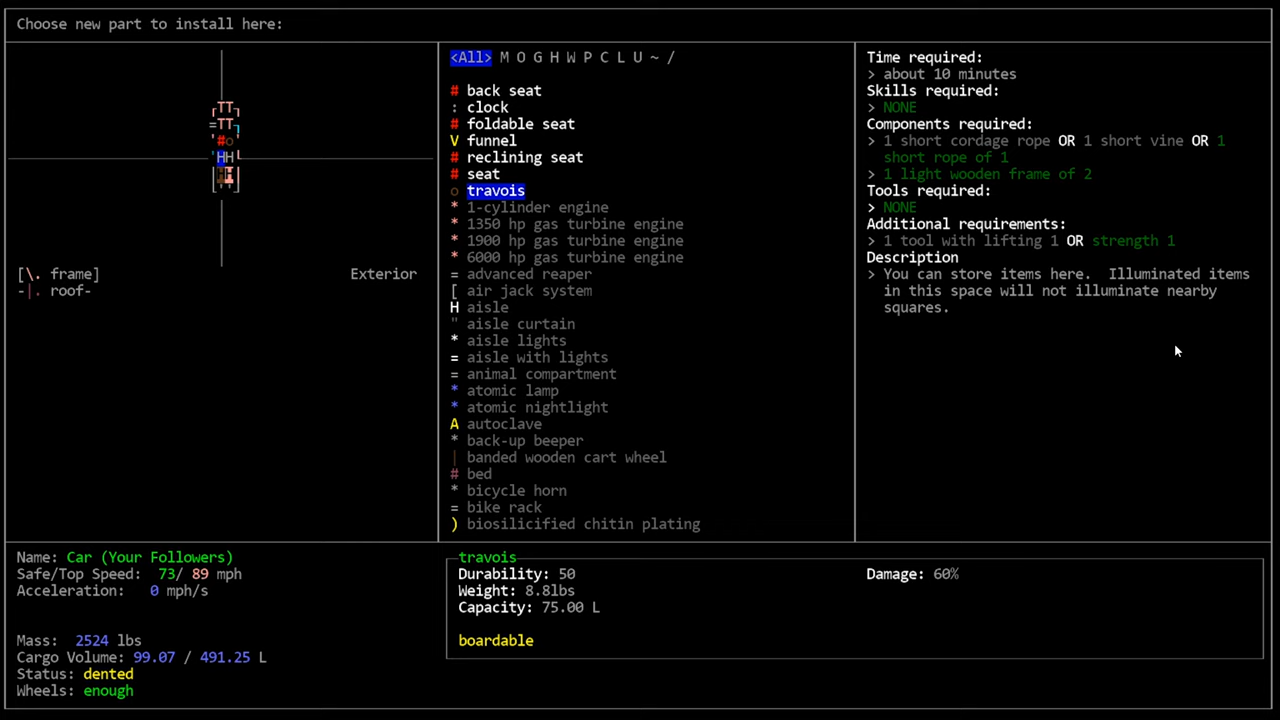 Choose new part to install here:
TT
=TT
'#o'
HH
[\. frame] Exterior
-|. roof-
<All> M O G H W P C L U ~ /
# back seat
: clock
# foldable seat
V funnel
# reclining seat
# seat
o travois
* 1-cylinder engine
* 1350 hp gas turbine engine
* 1900 hp gas turbine engine
* 6000 hp gas turbine engine
= advanced reaper
[ air jack system
H aisle
" aisle curtain
* aisle lights
= aisle with lights
= animal compartment
* atomic lamp
* atomic nightlight
A autoclave
* back-up beeper
| banded wooden cart wheel
# bed
* bicycle horn
= bike rack
) biosilicified chitin plating
Time required:
> about 10 minutes
Skills required:
> NONE
Components required:
> 1 short cordage rope OR 1 short vine OR 1
short rope of 1
> 1 light wooden frame of 2
Tools required:
> NONE
Additional requirements:
> 1 tool with lifting 1 OR strength 1
Description
> You can store items here.  Illuminated items
in this space will not illuminate nearby
squares.
Name: Car (Your Followers)
Safe/Top Speed: 73/ 89 mph
Acceleration: 0 mph/s
Mass: 2524 lbs
Cargo Volume: 99.07 / 491.25 L
Status: dented
Wheels: enough
travois
Durability: 50 Damage: 60%
Weight: 8.8lbs
Capacity: 75.00 L
boardable